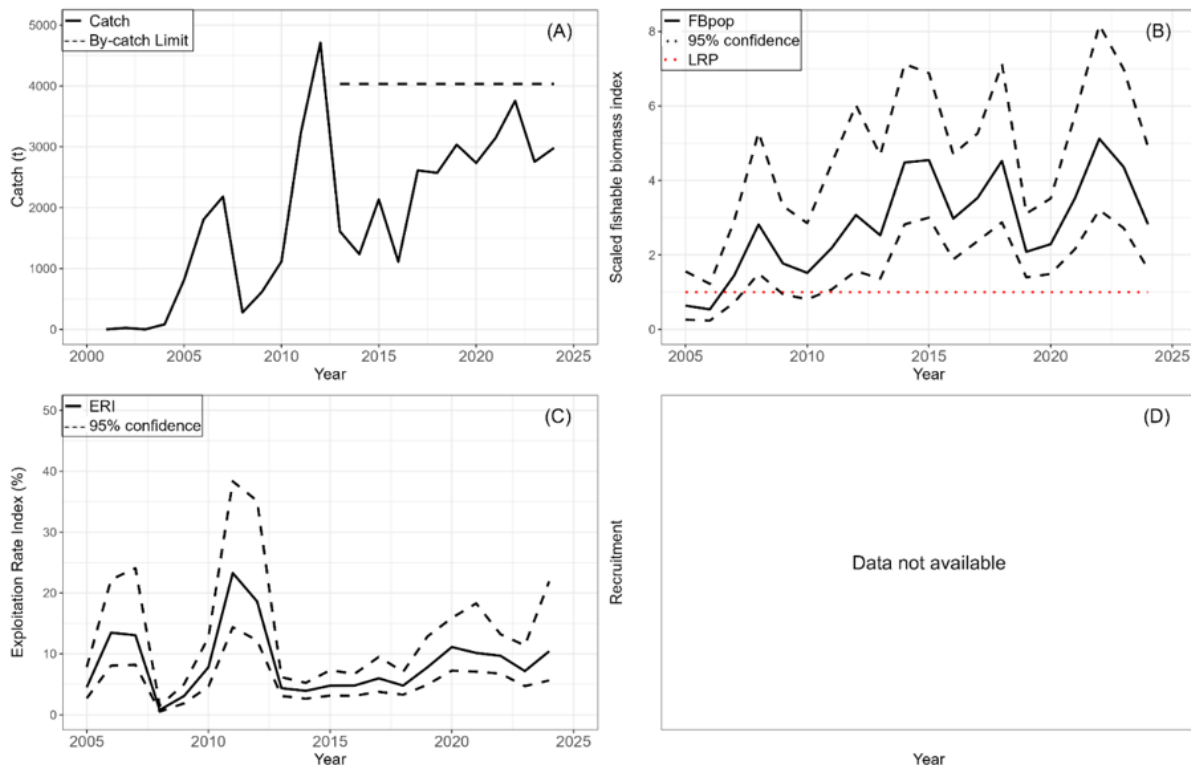 Catch
By-catch Limit
(A)
5000
4000
3000
2000
1000
0
Catch (t)
2000
2005
2010
2015
2020
2025
Year
FBpop
95% confidence
LRP
(B)
8
6
4
2
0
Scaled fishable biomass index
2005
2010
2015
2020
2025
Year
ERI
95% confidence
(C)
50
40
30
20
10
0
Exploitation Rate Index (%)
2005
2010
2015
2020
2025
Year
(D)
Recruitment
Data not available
Year